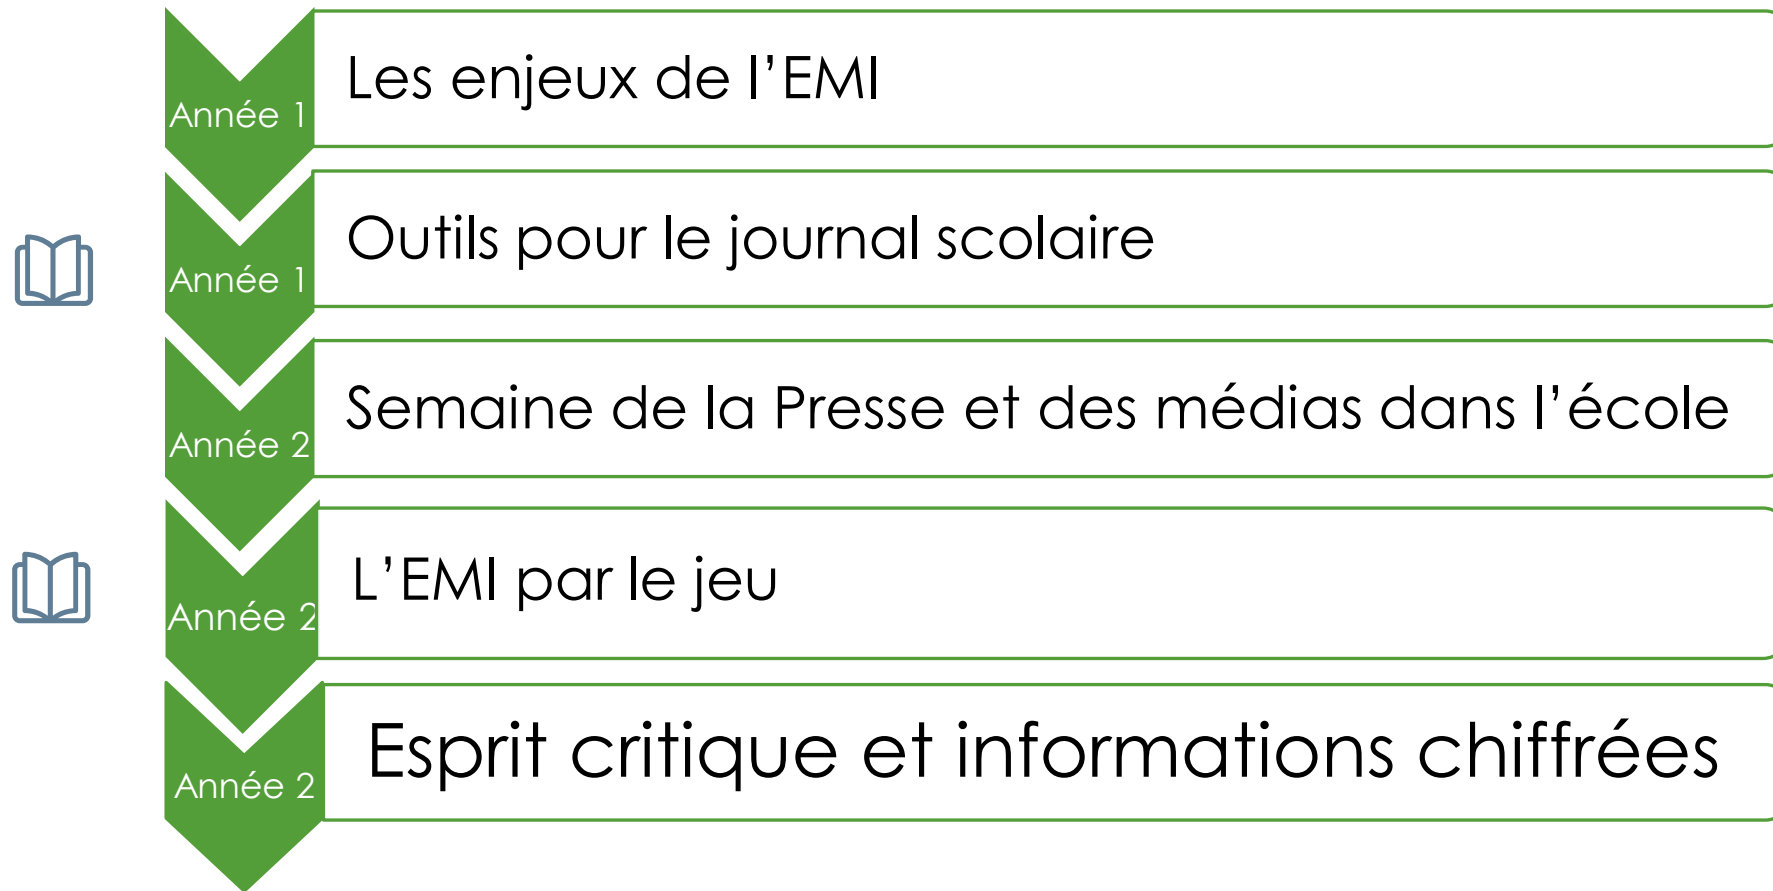 Année 1
Les enjeux de l’EMI
Année 1
Outils pour le journal scolaire
Année 2
Semaine de la Presse et des médias dans l’école
Année 2
L’EMI par le jeu
Année 2
Esprit critique et informations chiffrées